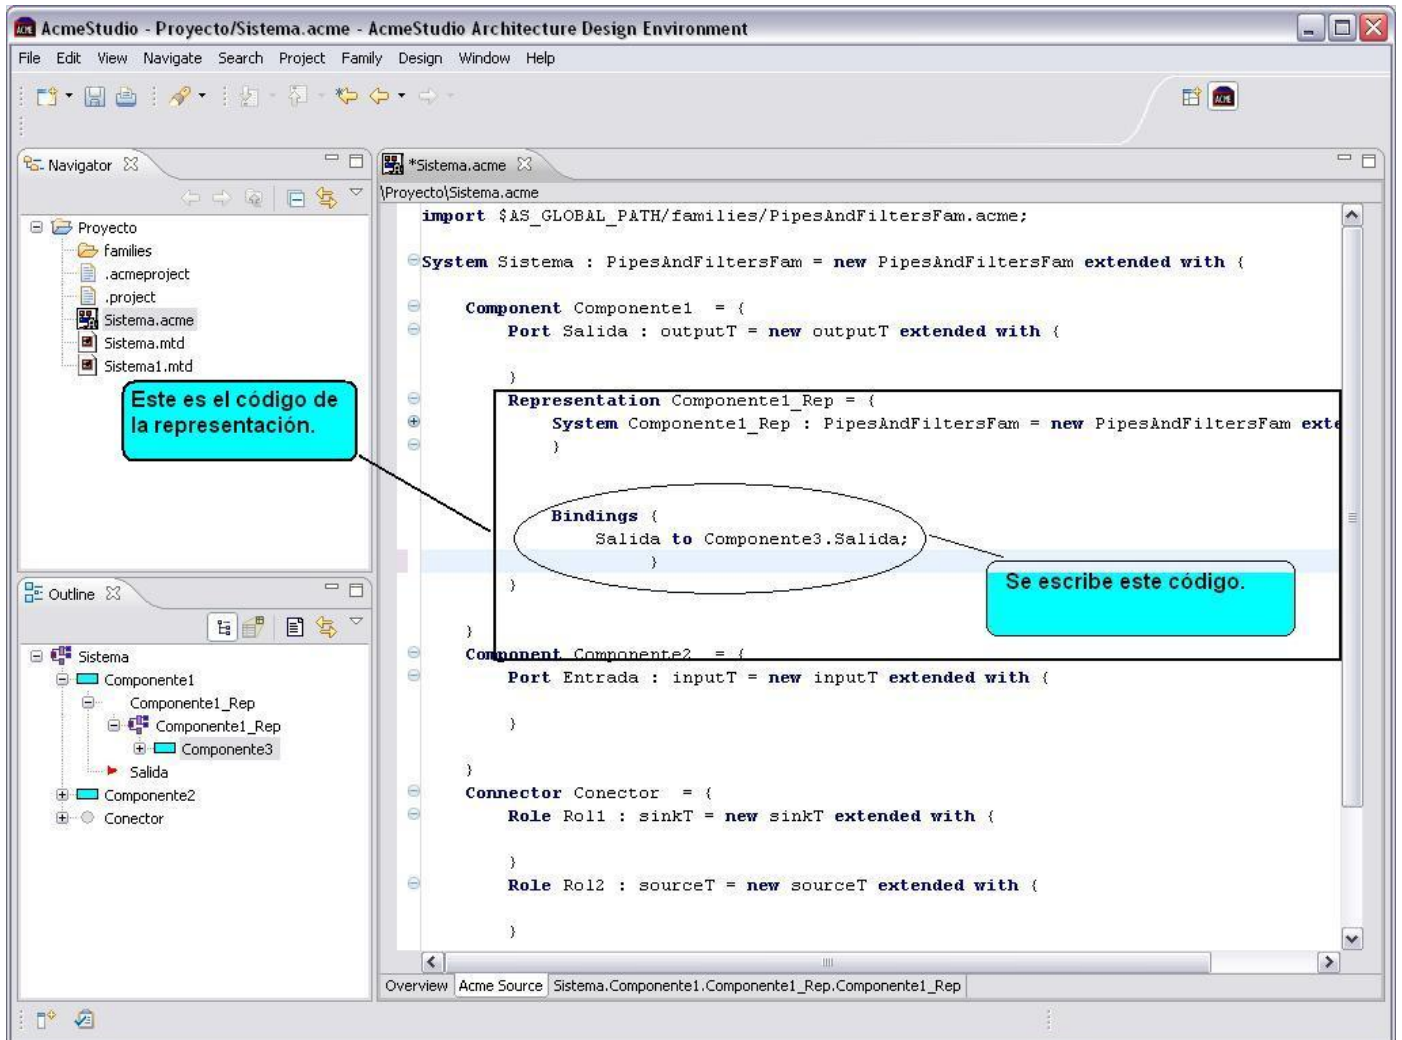 AcmeStudio - Proyecto/Sistema.acme - AcmeStudio Architecture Design Environment
File Edit View Navigate Search Project Family Design Window Help
Navigator
Proyecto
families
.acmeproject
.project
Sistema.acme
Sistema.mtd
Sistema1.mtd
Este es el código de
la representación.
Outline
Sistema
Componente1
Componente1_Rep
Componente1_Rep
Componente3
Salida
Componente2
Conector
*Sistema.acme
\Proyecto\Sistema.acme
import $AS_GLOBAL_PATH/families/PipesAndFiltersFam.acme;
System Sistema : PipesAndFiltersFam = new PipesAndFiltersFam extended with {
Component Componente1 = {
Port Salida : outputT = new outputT extended with {
}
Representation Componente1_Rep = {
System Componente1_Rep : PipesAndFiltersFam = new PipesAndFiltersFam exte
}
Bindings {
Salida to Componente3.Salida;
}
}
Se escribe este código.
}
Component Componente2 = {
Port Entrada : inputT = new inputT extended with {
}
}
Connector Conector = {
Role Rol1 : sinkT = new sinkT extended with {
}
Role Rol2 : sourceT = new sourceT extended with {
}
Overview Acme Source Sistema.Componente1.Componente1_Rep.Componente1_Rep